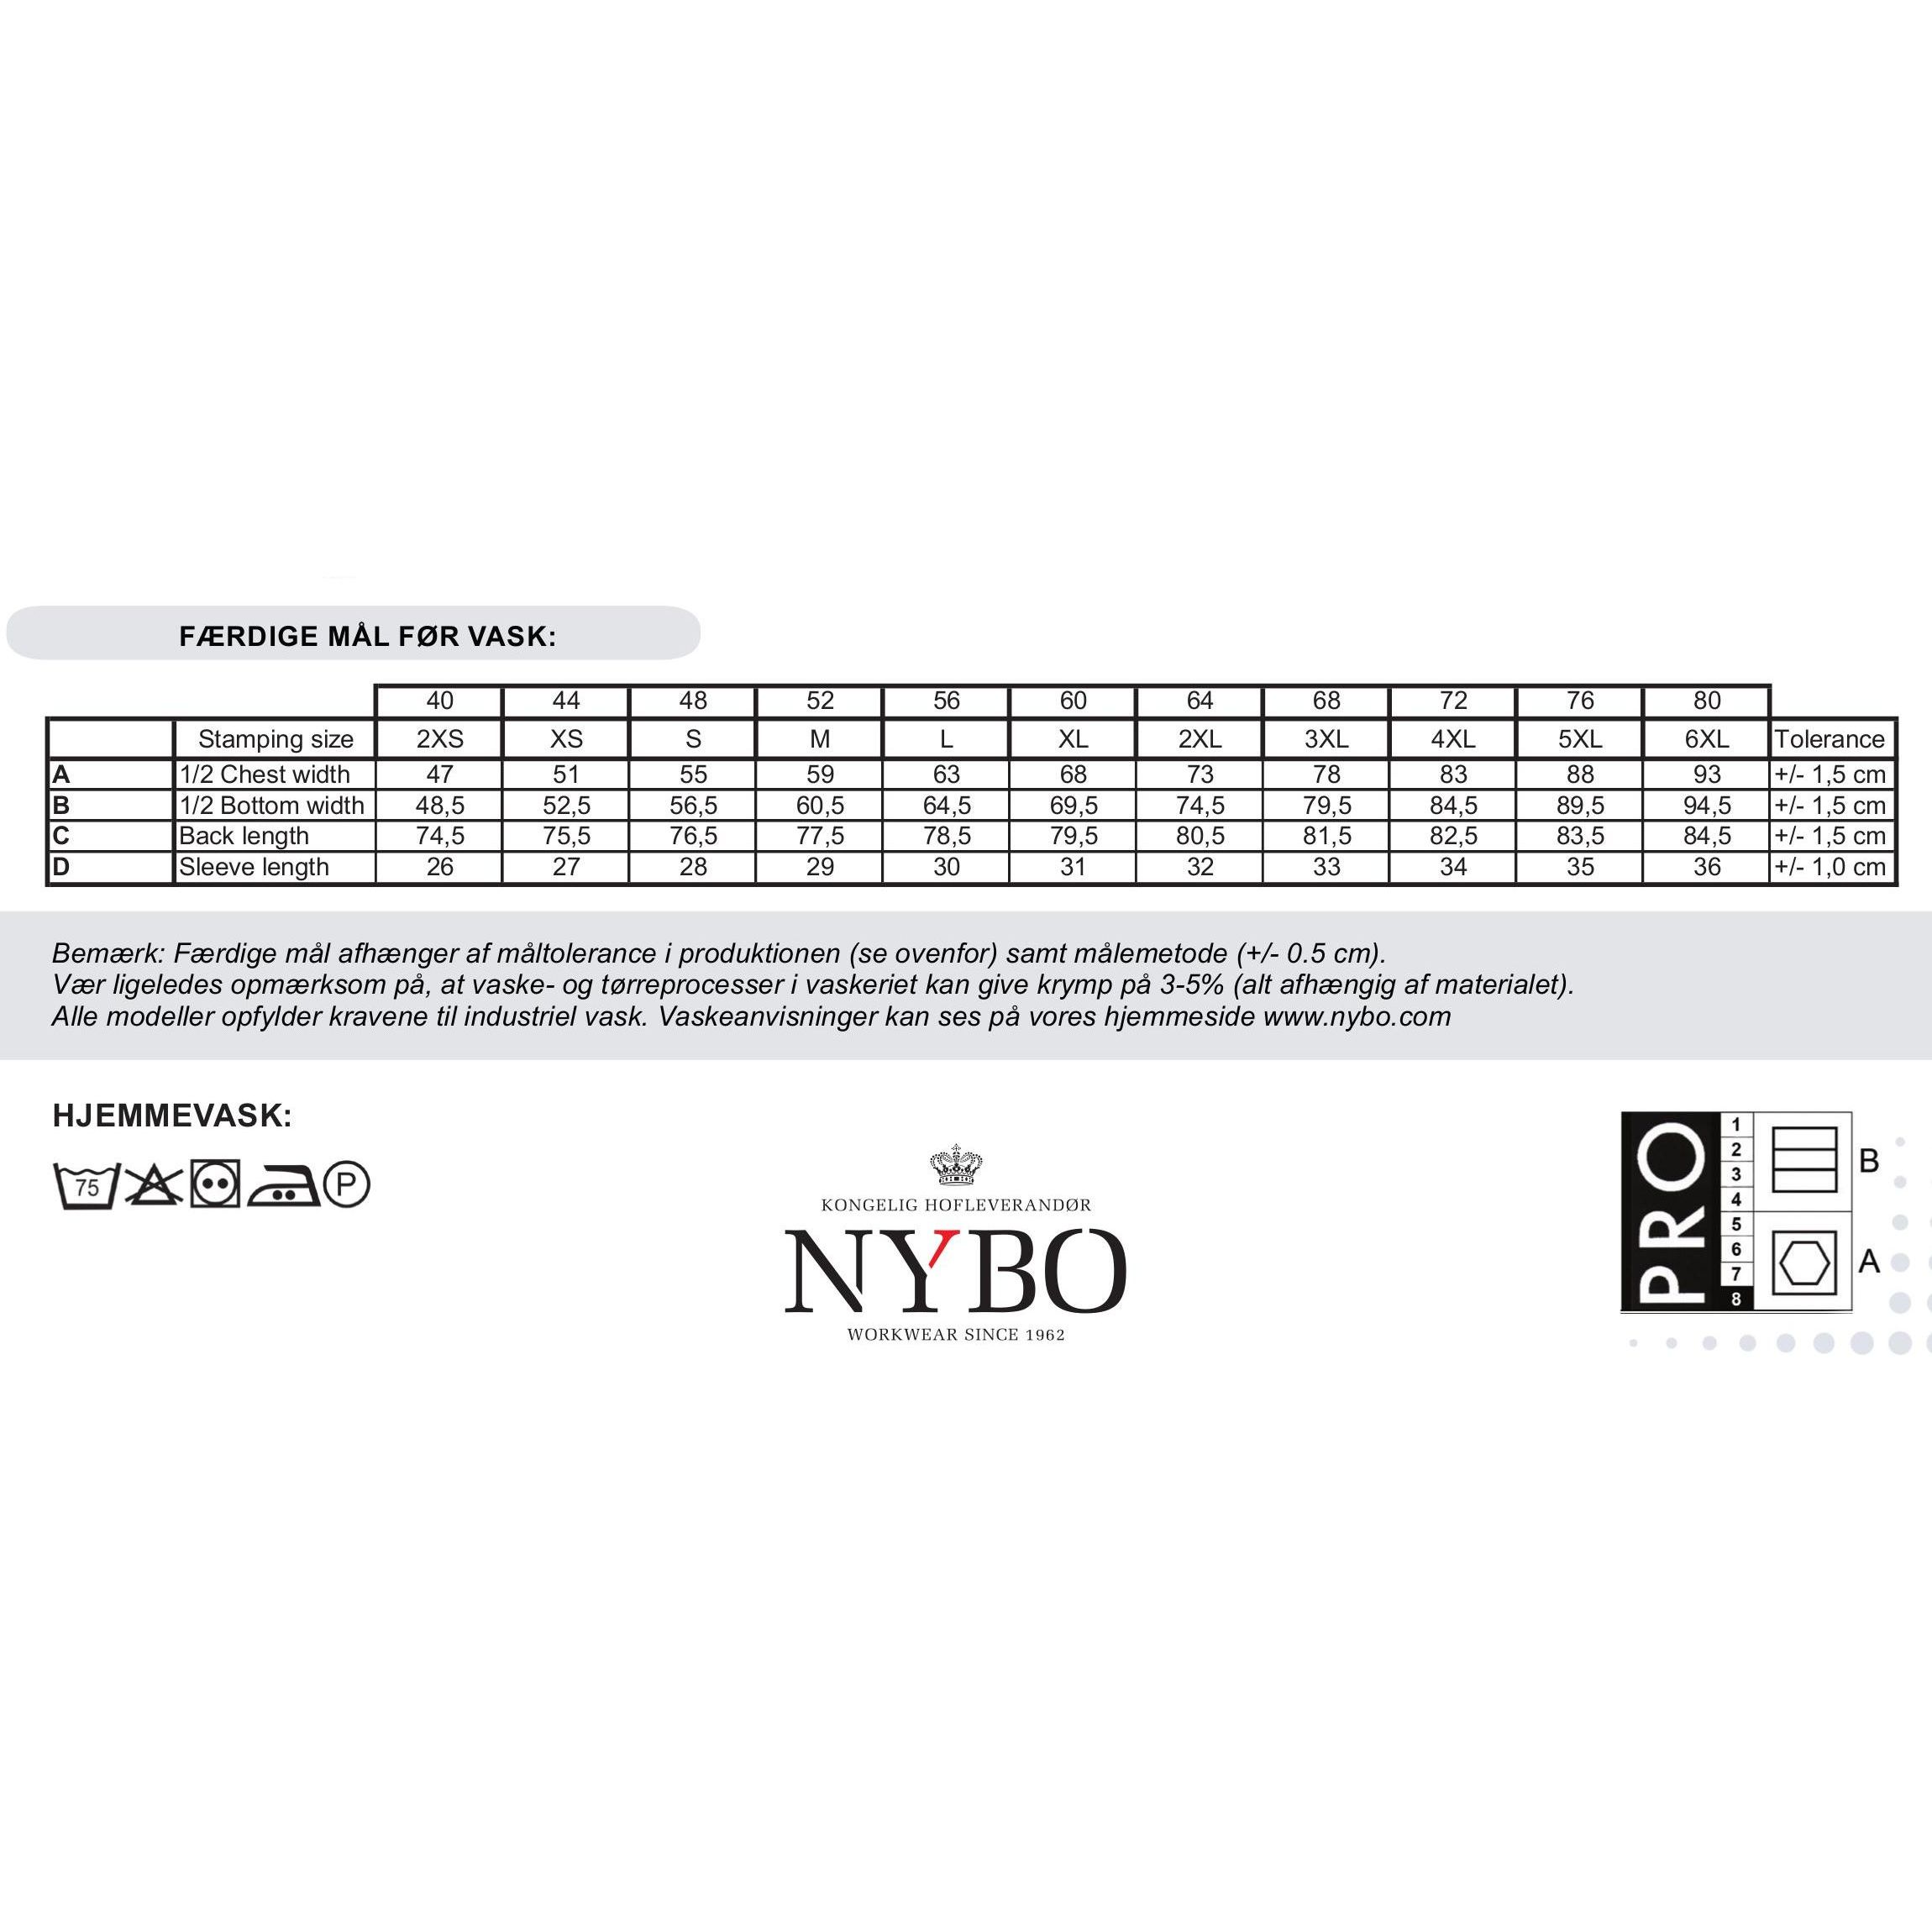 FÆRDIGE MÅL FØR VASK:
40 44 48 52 56 60 64 68 72 76 80
Stamping size 2XS XS S M L XL 2XL 3XL 4XL 5XL 6XL Tolerance
A 1/2 Chest width 47 51 55 59 63 68 73 78 83 88 93 +/- 1,5 cm
B 1/2 Bottom width 48,5 52,5 56,5 60,5 64,5 69,5 74,5 79,5 84,5 89,5 94,5 +/- 1,5 cm
C Back length 74,5 75,5 76,5 77,5 78,5 79,5 80,5 81,5 82,5 83,5 84,5 +/- 1,5 cm
D Sleeve length 26 27 28 29 30 31 32 33 34 35 36 +/- 1,0 cm
Bemærk: Færdige mål afhænger af måltolerance i produktionen (se ovenfor) samt målemetode (+/- 0.5 cm).
Vær ligeledes opmærksom på, at vaske- og tørreprocesser i vaskeriet kan give krymp på 3-5% (alt afhængig af materialet).
Alle modeller opfylder kravene til industriel vask. Vaskeanvisninger kan ses på vores hjemmeside www.nybo.com
HJEMMEVASK:
75 P
KONGELIG HOFLEVERANDØR
NYBO
WORKWEAR SINCE 1962
PRO
1
2
3
4
5
6
7
8
B
A